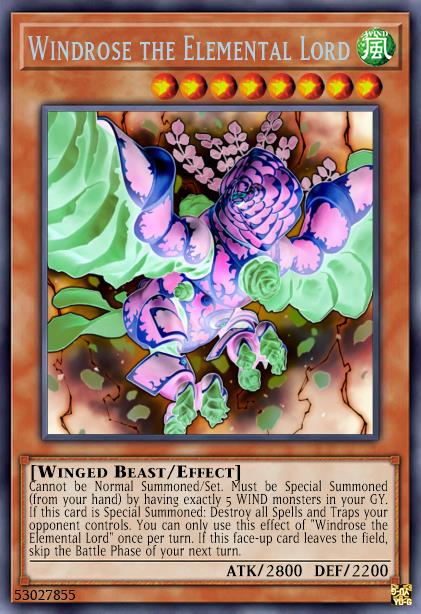 Windrose the Elemental Lord
WIND
風
[Winged Beast/Effect]
Cannot be Normal Summoned/Set. Must be Special Summoned
(from your hand) by having exactly 5 WIND monsters in your GY.
If this card is Special Summoned: Destroy all Spells and Traps your
opponent controls. You can only use this effect of "Windrose the
Elemental Lord" once per turn. If this face-up card leaves the field,
skip the Battle Phase of your next turn.
ATK/2800 DEF/2200
53027855